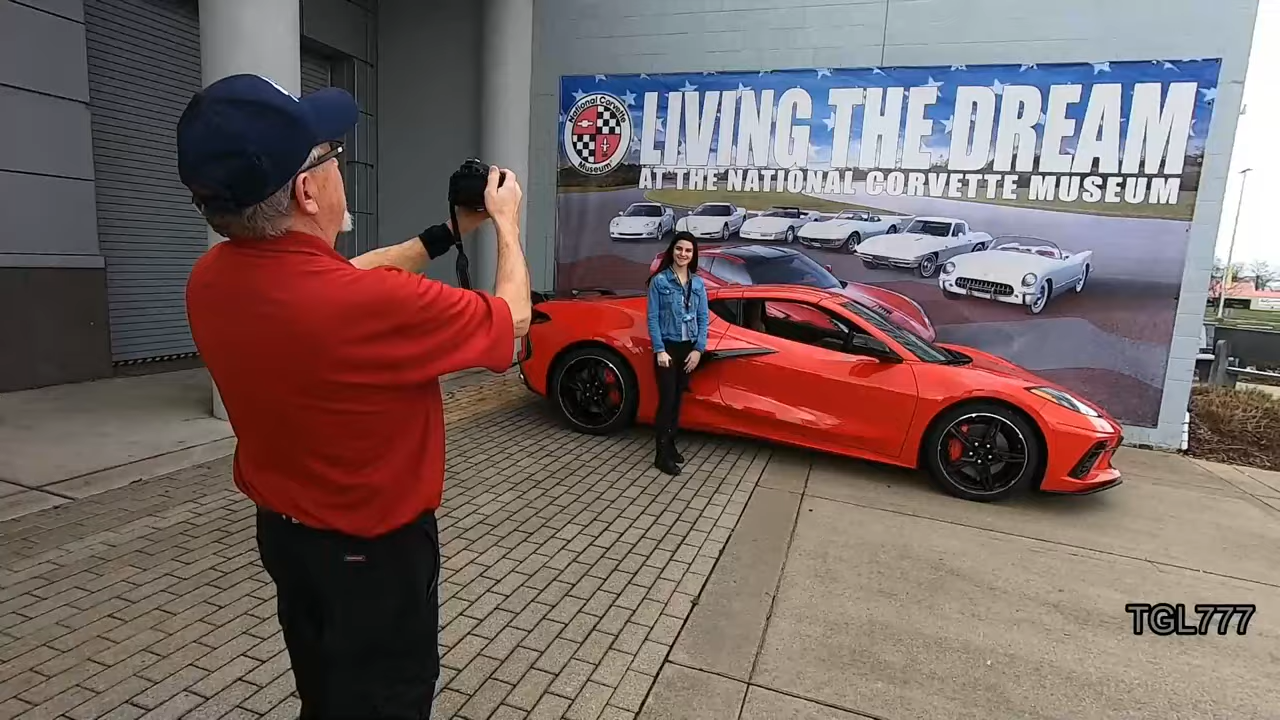 National Corvette
Museum
LIVING THE DREAM
AT THE NATIONAL CORVETTE MUSEUM
TGL777